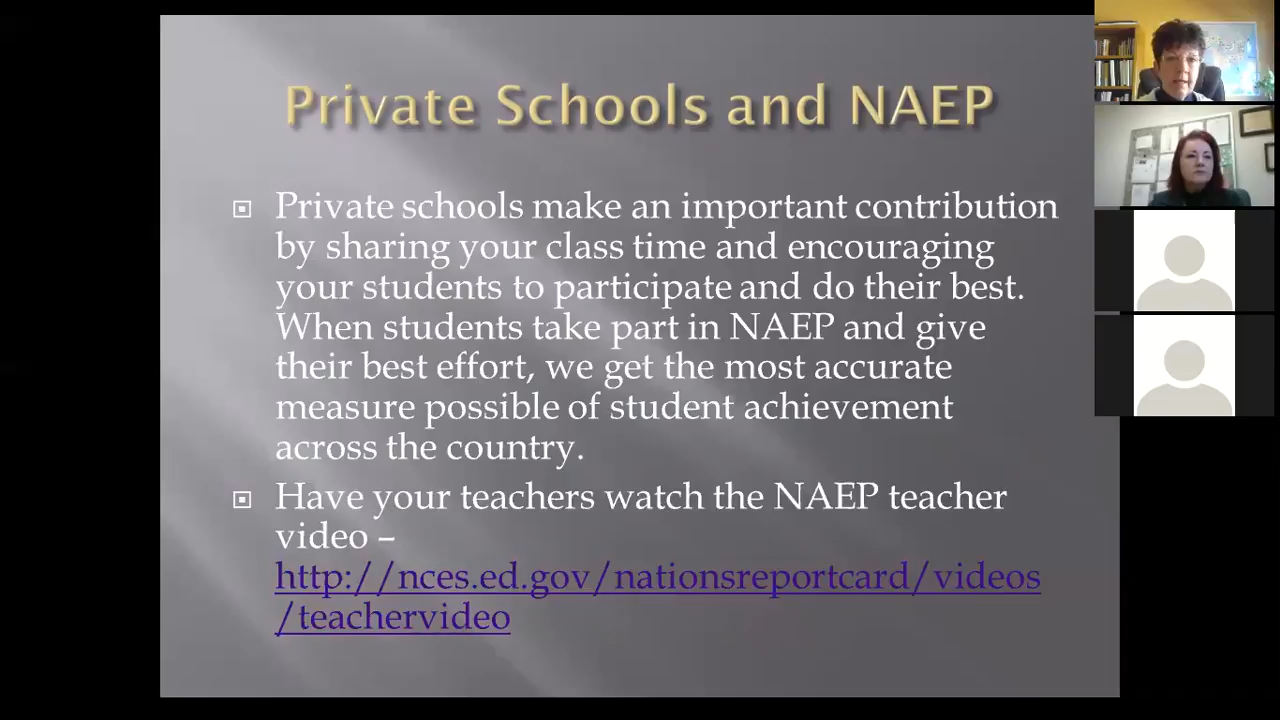 Private Schools and NAEP
Private schools make an important contribution
by sharing your class time and encouraging
your students to participate and do their best.
When students take part in NAEP and give
their best effort, we get the most accurate
measure possible of student achievement
across the country.
Have your teachers watch the NAEP teacher
video –
http://nces.ed.gov/nationsreportcard/videos
/teachervideo